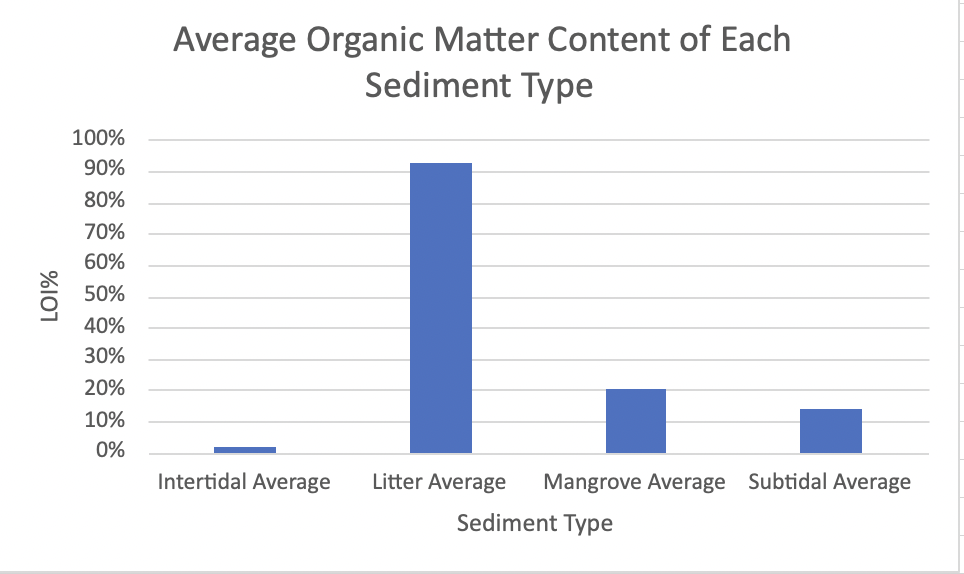 Average Organic Matter Content of Each
Sediment Type
100%
90%
80%
70%
60%
50%
40%
30%
20%
10%
0%
LOI%
Intertidal Average
Litter Average
Mangrove Average
Subtidal Average
Sediment Type